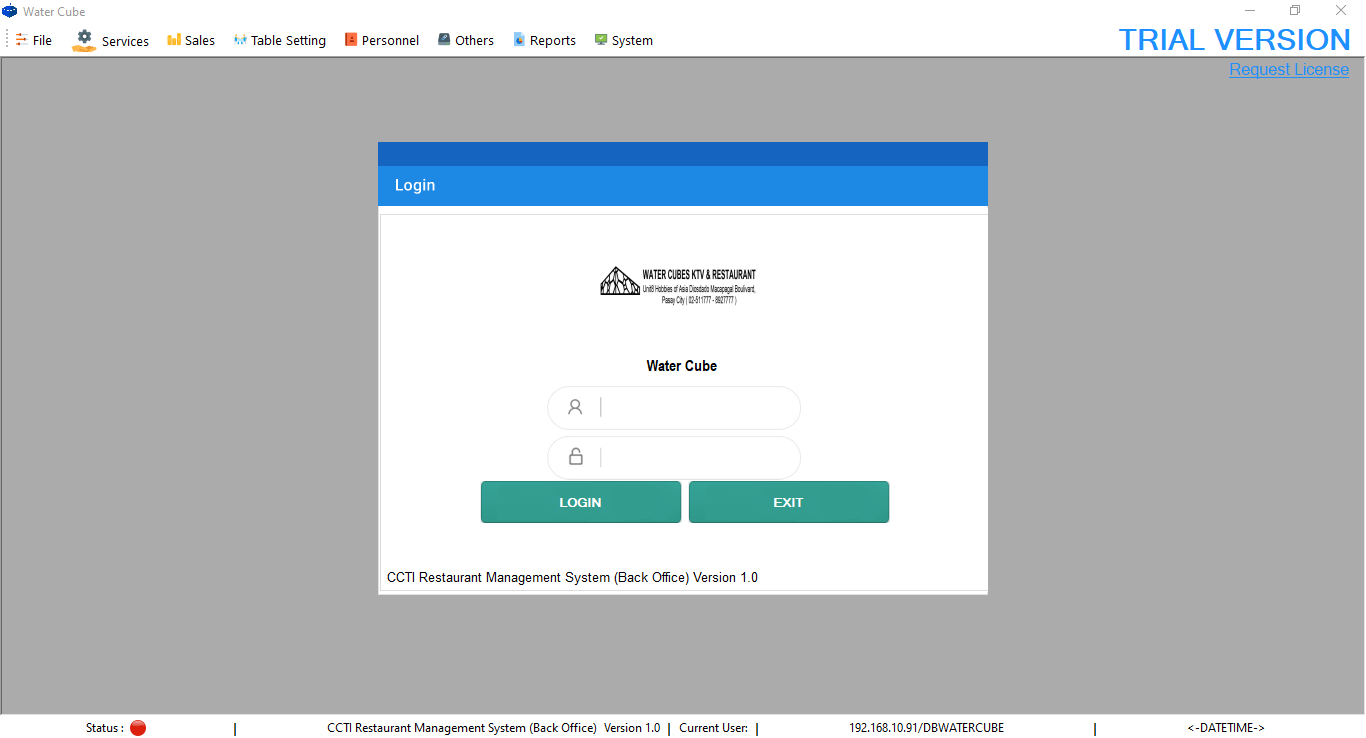 Water Cube
File Services Sales Table Setting Personnel Others Reports System
TRIAL VERSION
Request License
Login
WATER CUBES KTV & RESTAURANT
Unit8 Hobbies of Asia Diosdado Macapagal Boulivard,
Pasay City ( 02-511777 - 8927777 )
Water Cube
LOGIN EXIT
CCTI Restaurant Management System (Back Office) Version 1.0
Status : CCTI Restaurant Management System (Back Office) Version 1.0 Current User: 192.168.10.91/DBWATERCUBE <-DATETIME->